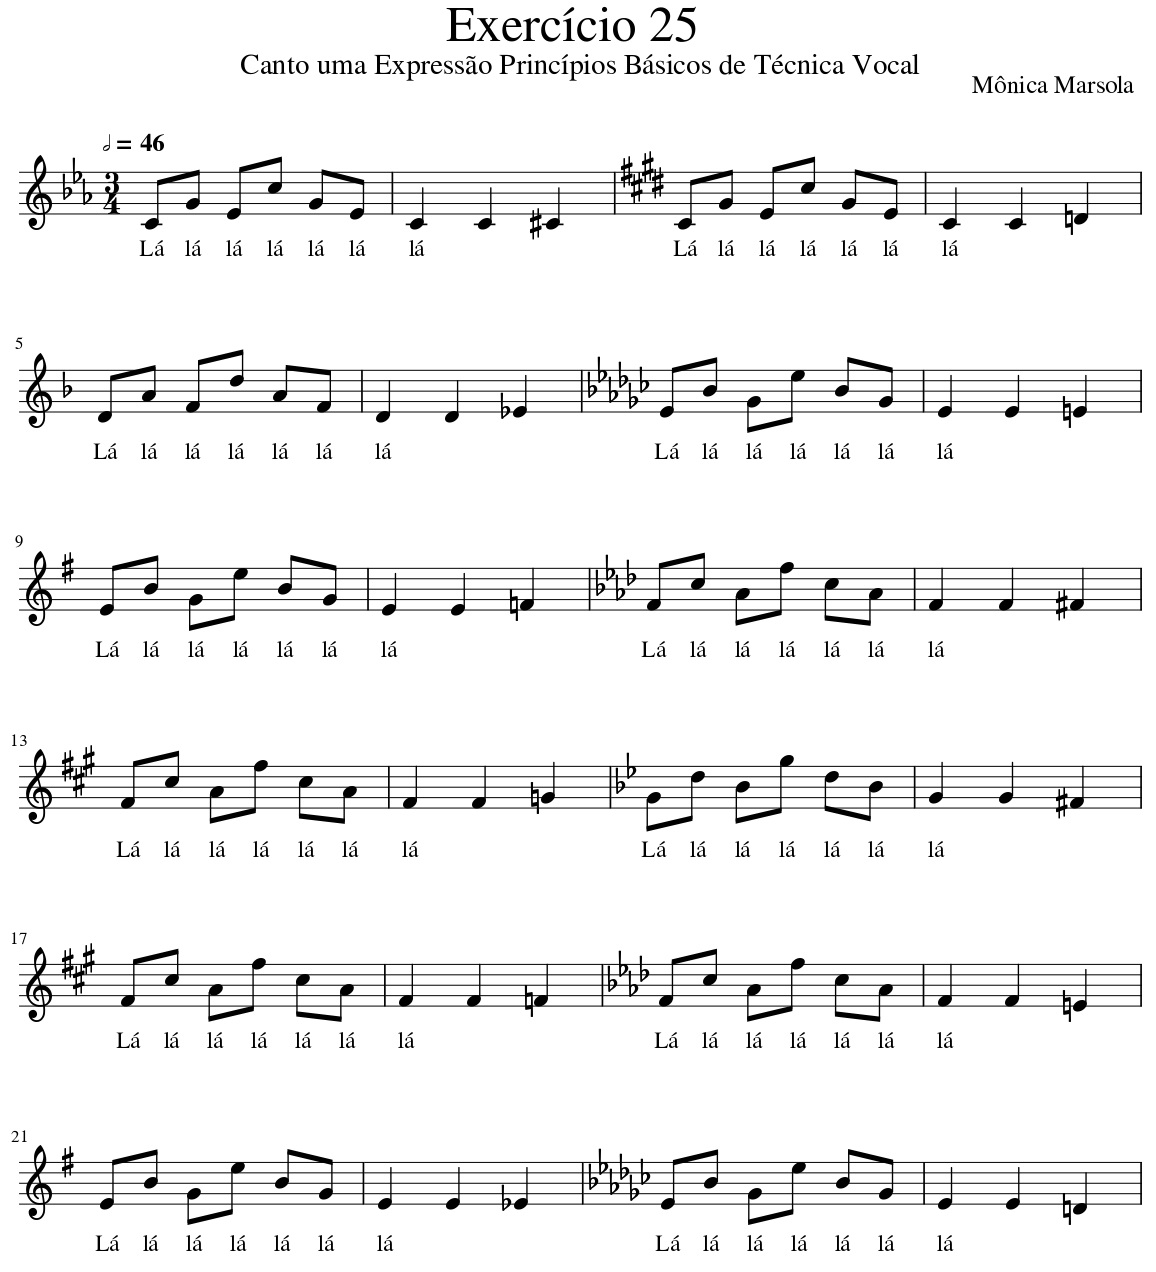 Exercício 25
Canto uma Expressão Princípios Básicos de Técnica Vocal
Mônica Marsola
= 46
3
4
Lá lá lá lá lá lá lá Lá lá lá lá lá lá lá
5
Lá lá lá lá lá lá lá Lá lá lá lá lá lá lá
9
Lá lá lá lá lá lá lá Lá lá lá lá lá lá lá
13
Lá lá lá lá lá lá lá Lá lá lá lá lá lá lá
17
Lá lá lá lá lá lá lá Lá lá lá lá lá lá lá
21
Lá lá lá lá lá lá lá Lá lá lá lá lá lá lá